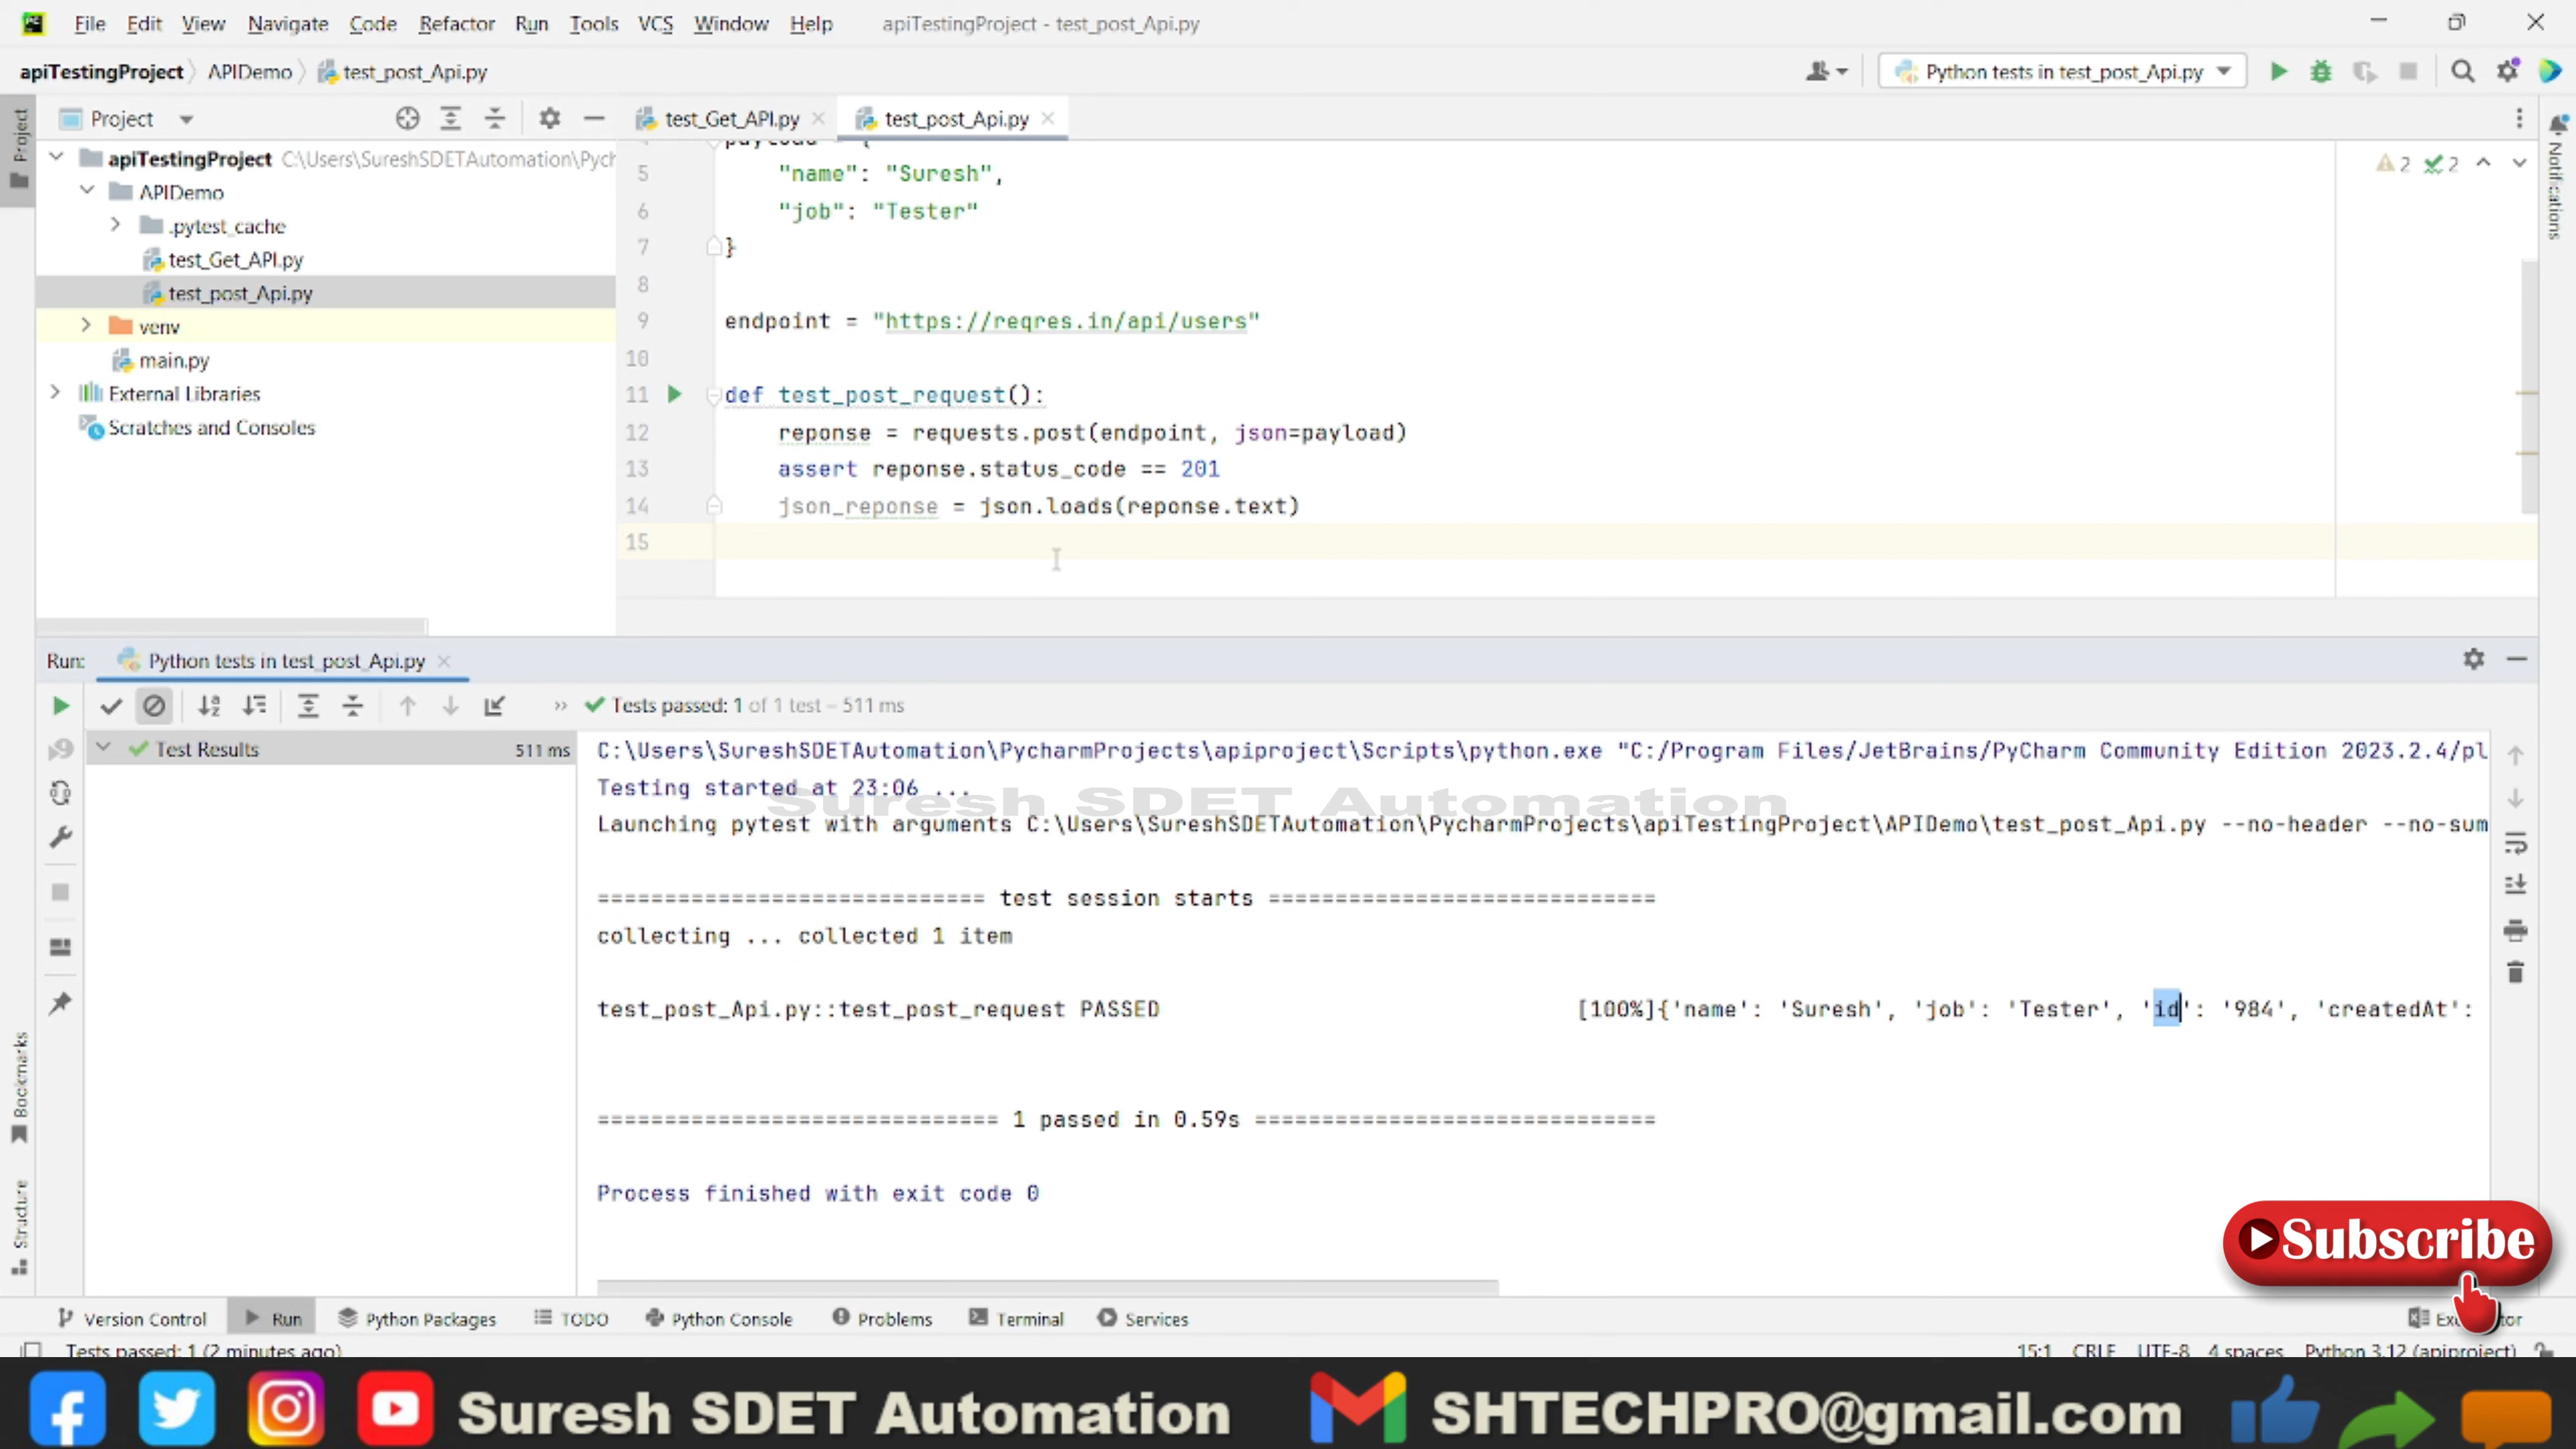 File Edit View Navigate Code Refactor Run Tools VCS Window Help apiTestingProject - test_post_Api.py
apiTestingProject APIDemo test_post_Api.py Python tests in test_post_Api.py
Project
Project
test_Get_API.py test_post_Api.py
apiTestingProject C:\Users\SureshSDETAutomation\Pych
APIDemo
.pytest_cache
test_Get_API.py
test_post_Api.py
venv
main.py
External Libraries
Scratches and Consoles
payload = {
5 "name": "Suresh",
6 "job": "Tester"
7 }
8
9 endpoint = "https://reqres.in/api/users"
10
11 def test_post_request():
12 reponse = requests.post(endpoint, json=payload)
13 assert reponse.status_code == 201
14 json_reponse = json.loads(reponse.text)
15
2 2
Notifications
Run: Python tests in test_post_Api.py
Tests passed: 1 of 1 test – 511 ms
Test Results 511 ms
C:\Users\SureshSDETAutomation\PycharmProjects\apiproject\Scripts\python.exe "C:/Program Files/JetBrains/PyCharm Community Edition 2023.2.4/pl
Testing started at 23:06 ...
Suresh SDET Automation
Launching pytest with arguments C:\Users\SureshSDETAutomation\PycharmProjects\apiTestingProject\APIDemo\test_post_Api.py --no-header --no-sum
============================= test session starts =============================
collecting ... collected 1 item
test_post_Api.py::test_post_request PASSED [100%]{'name': 'Suresh', 'job': 'Tester', 'id': '984', 'createdAt':
============================== 1 passed in 0.59s ==============================
Process finished with exit code 0
Bookmarks
Structure
Subscribe
Version Control Run Python Packages TODO Python Console Problems Terminal Services
Tests passed: 1 (2 minutes ago) 15:1 CRLF UTF-8 4 spaces Python 3.12 (apiproject)
Suresh SDET Automation SHTECHPRO@gmail.com